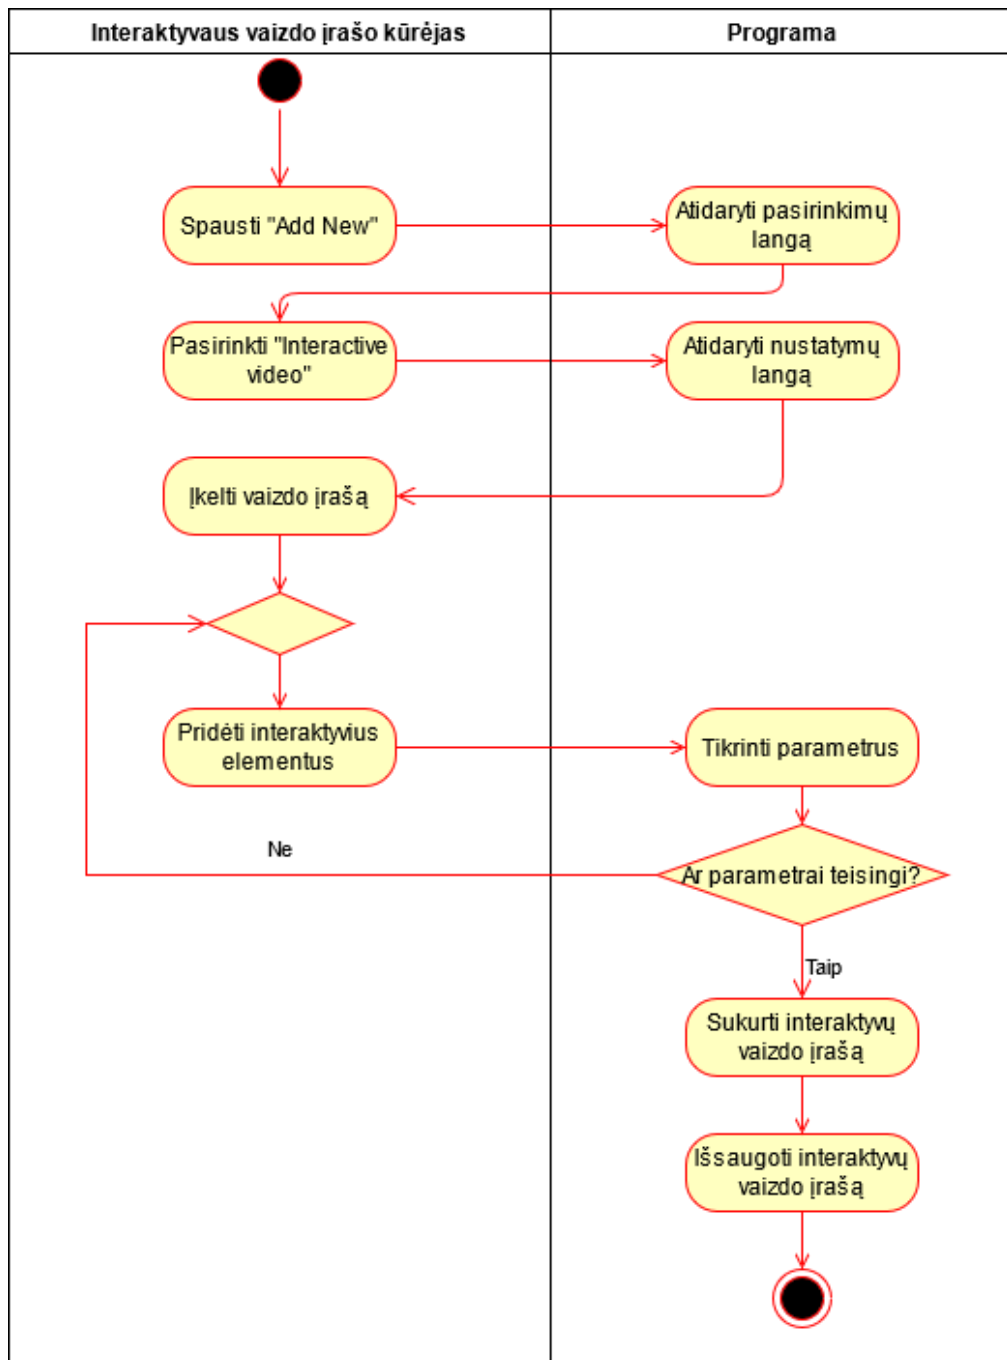 Interaktyvaus vaizdo įrašo kūrėjas
Programa
Spausti "Add New"
Atidaryti pasirinkimų
langą
Pasirinkti "Interactive
video"
Atidaryti nustatymų
langą
Įkelti vaizdo įrašą
Pridėti interaktyvius
elementus
Tikrinti parametrus
Ne
Ar parametrai teisingi?
Taip
Sukurti interaktyvų
vaizdo įrašą
Išsaugoti interaktyvų
vaizdo įrašą